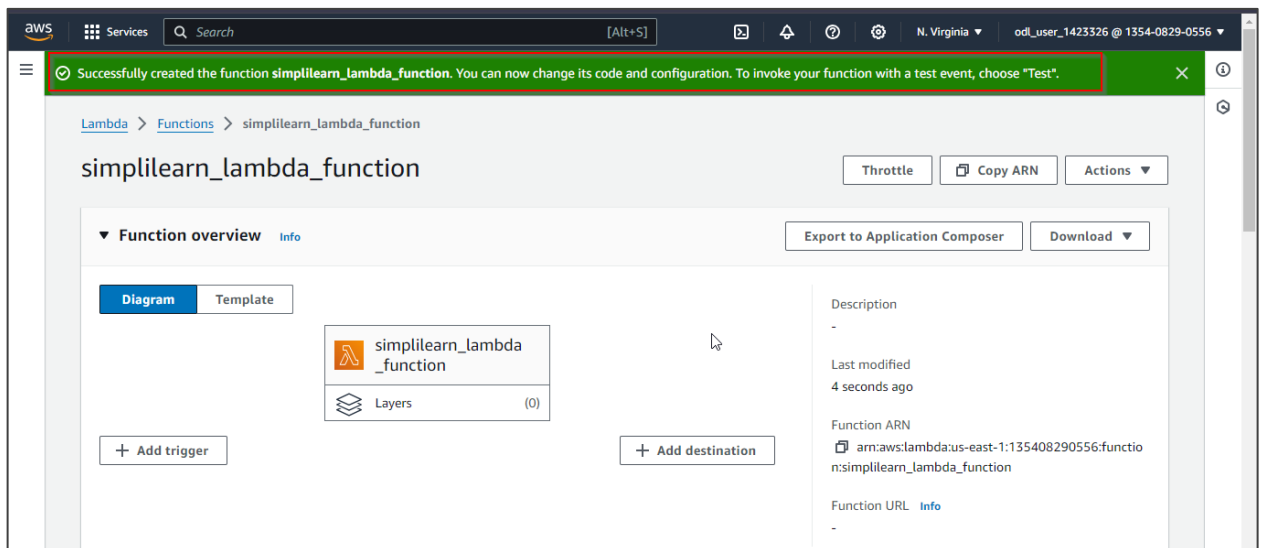 aws
Services
Search
[Alt+S]
N. Virginia ▼
odl_user_1423326 @ 1354-0829-0556 ▼
Successfully created the function simplilearn_lambda_function. You can now change its code and configuration. To invoke your function with a test event, choose "Test".
Lambda > Functions > simplilearn_lambda_function
simplilearn_lambda_function
Throttle
Copy ARN
Actions ▼
▼ Function overview Info
Export to Application Composer
Download ▼
Diagram
Template
simplilearn_lambda
_function
Layers (0)
+ Add trigger
+ Add destination
Description
-
Last modified
4 seconds ago
Function ARN
arn:aws:lambda:us-east-1:135408290556:functio
n:simplilearn_lambda_function
Function URL Info
-